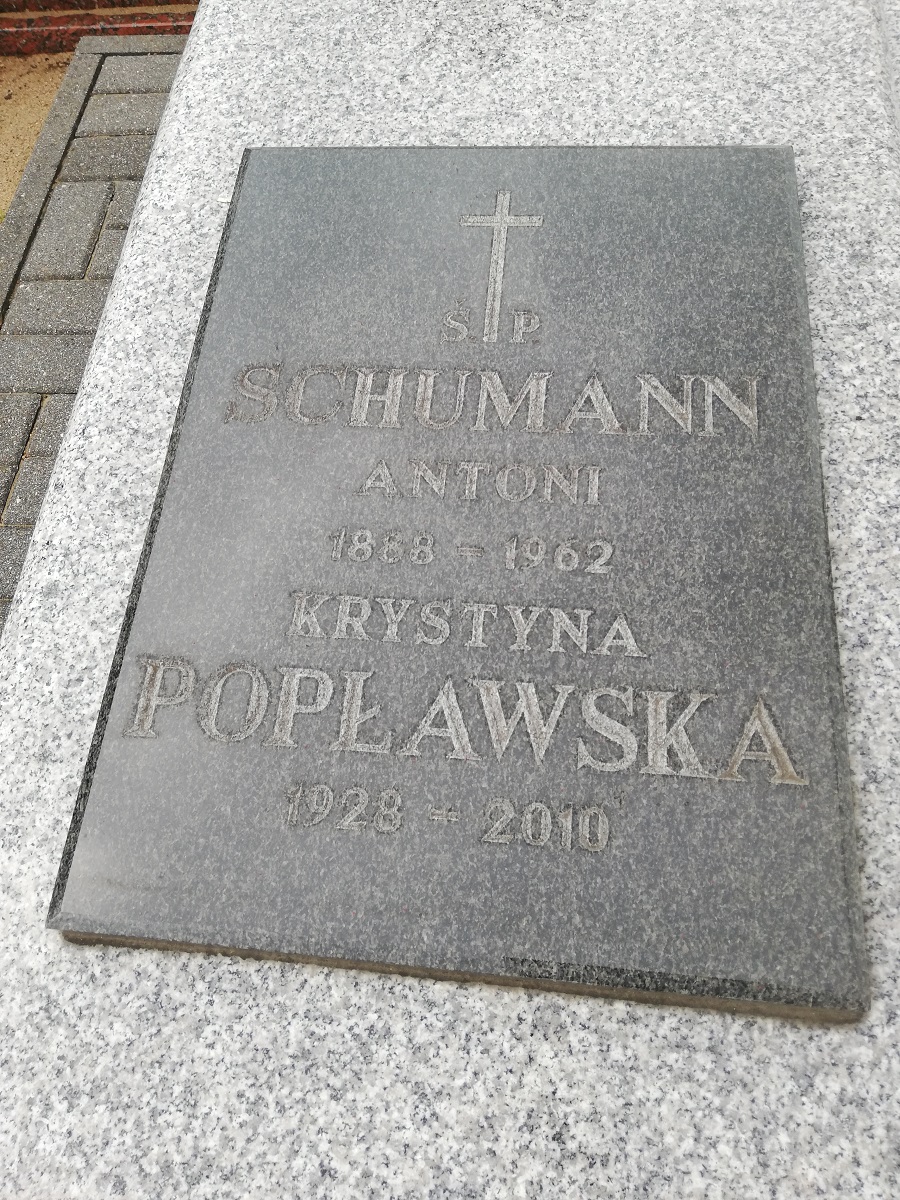 Ś P
SCHUMANN
ANTONI
1888 - 1962
KRYSTYNA
POPŁAWSKA
1928 - 2010